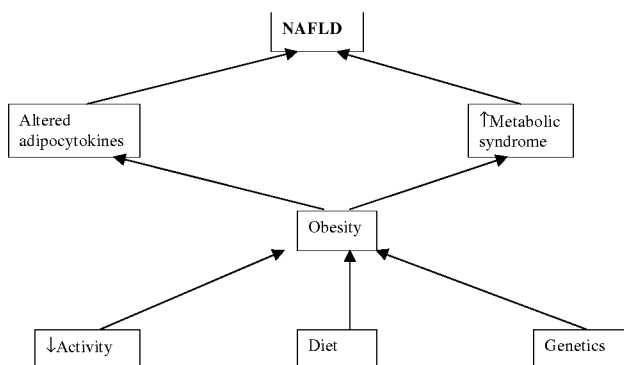 NAFLD
Altered
adipocytokines
↑Metabolic
syndrome
Obesity
↓Activity
Diet
Genetics